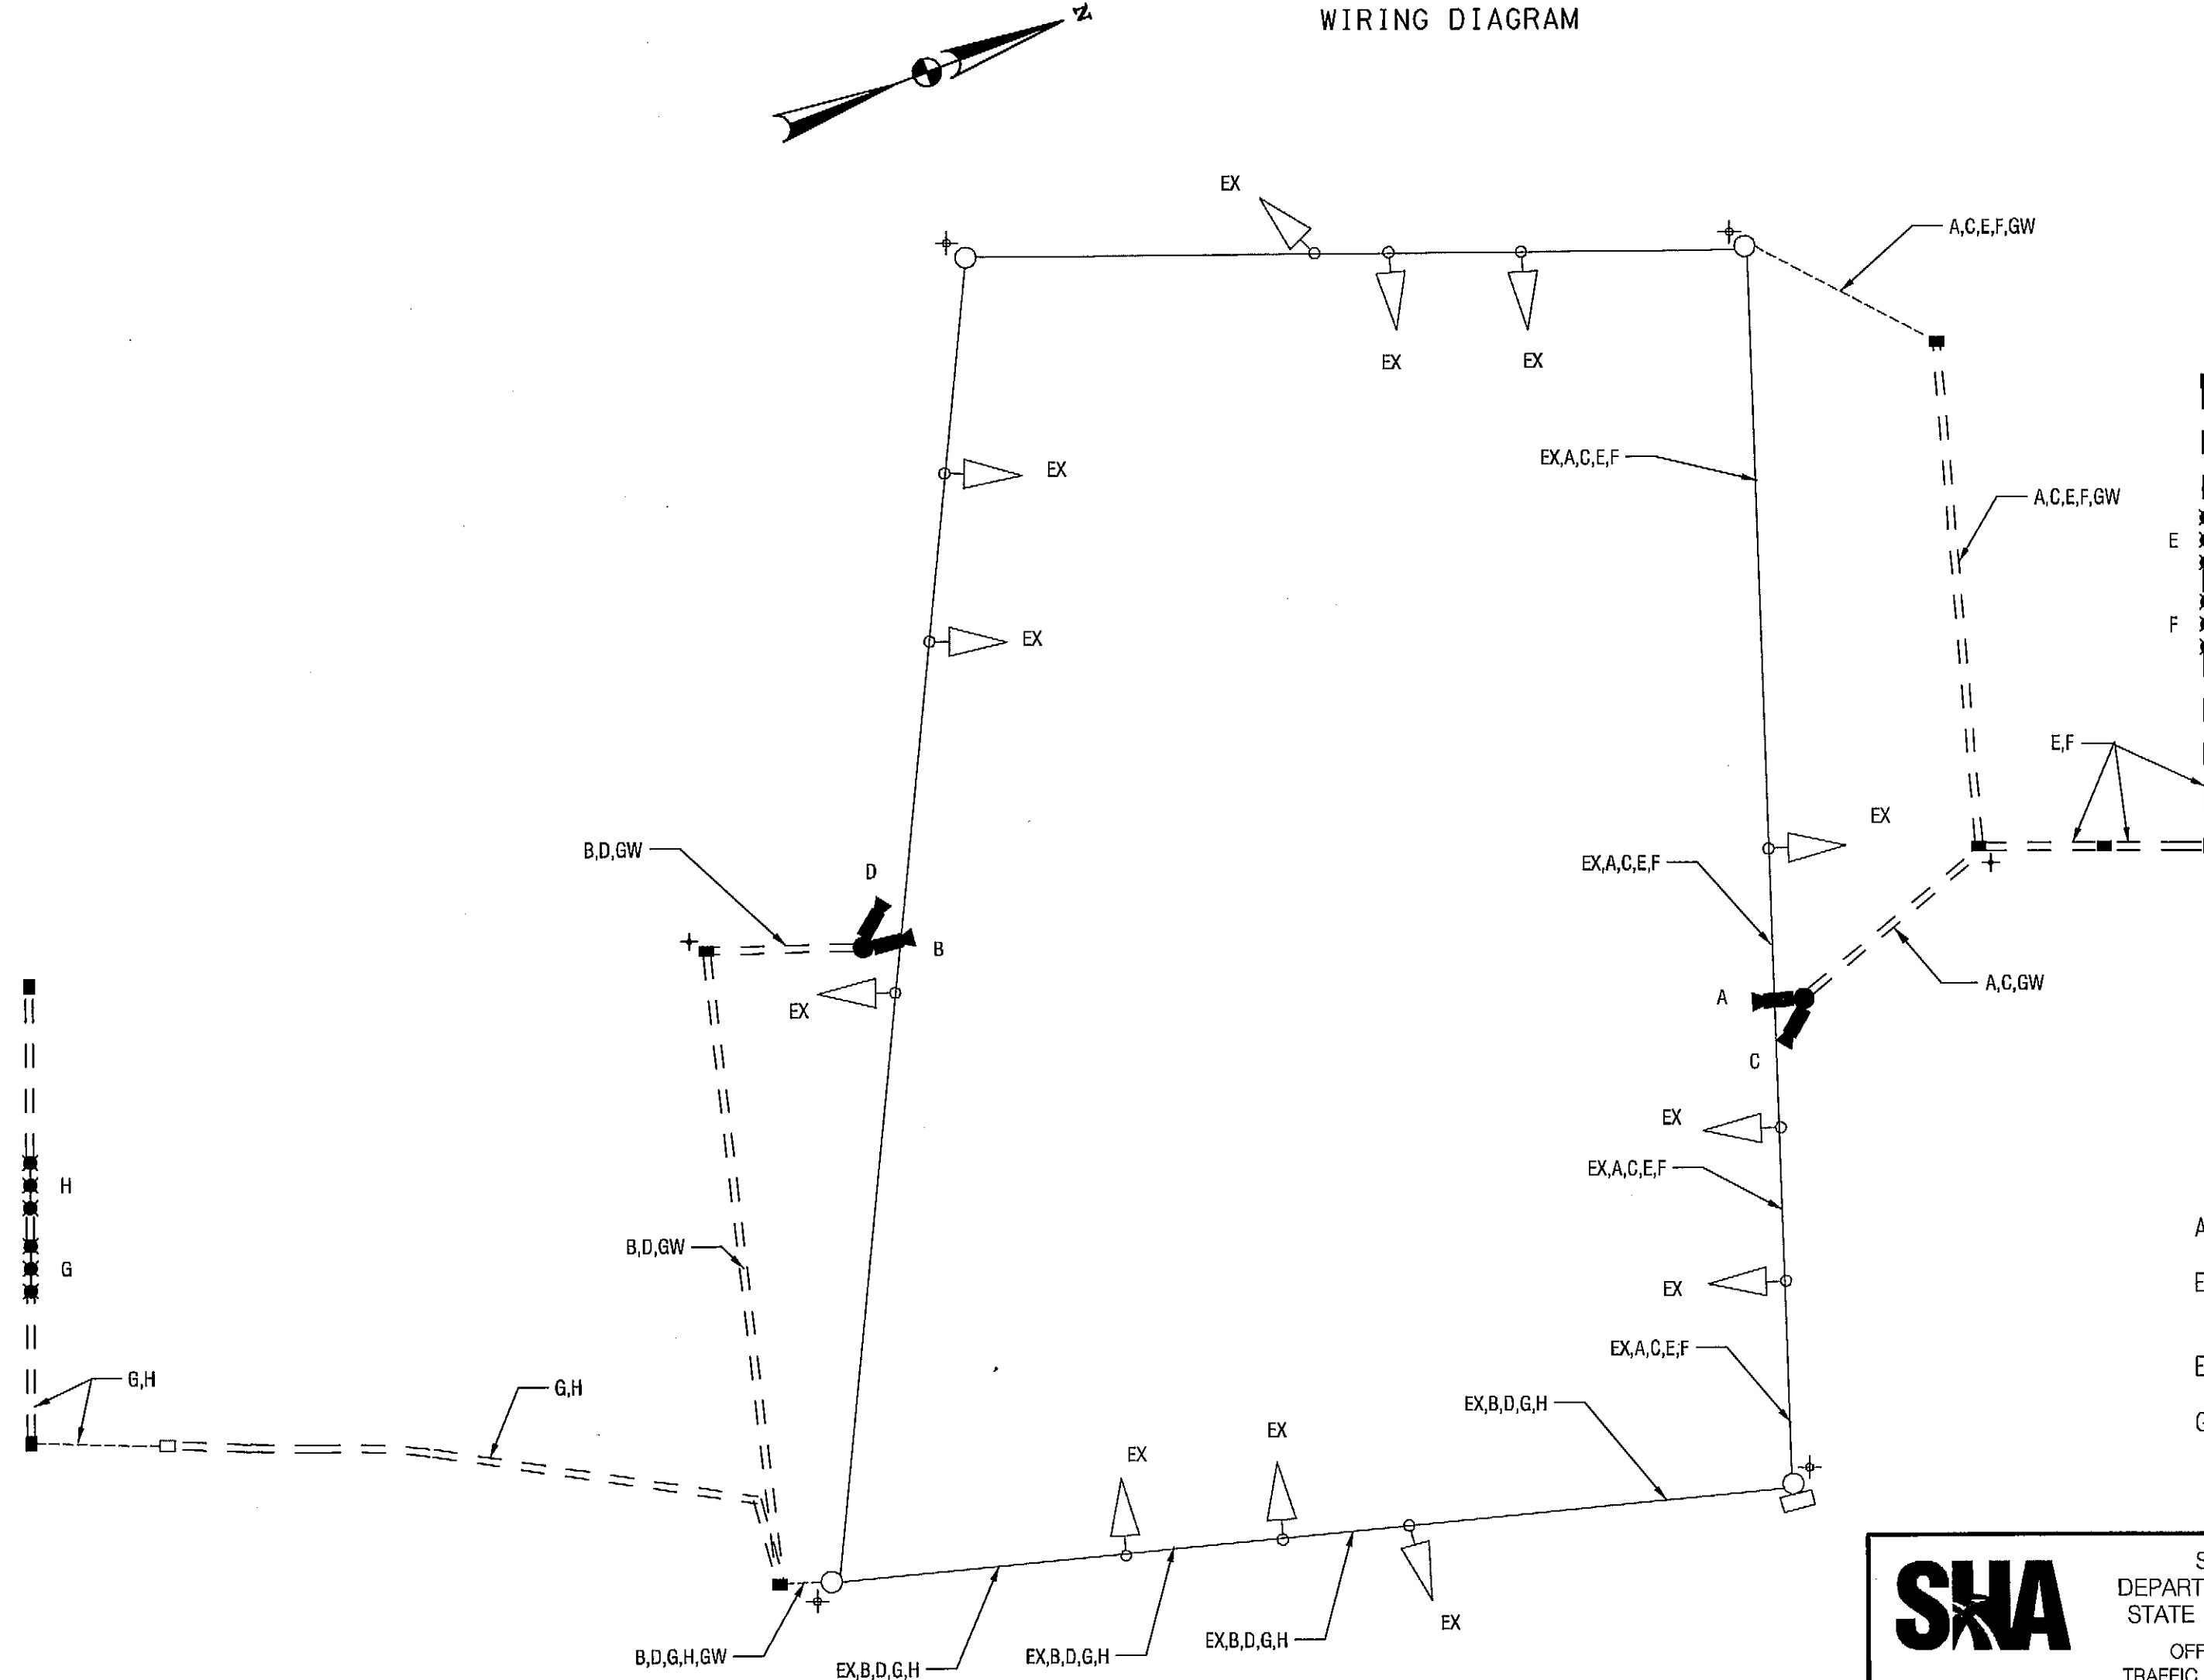 WIRING DIAGRAM
N
EX
A,C,E,F,GW
EX
EX
EX,A,C,E,F
EX
A,C,E,F,GW
E
EX
F
E,F
EX
B,D,GW
EX,A,C,E,F
D
B
A,C,GW
A
EX
C
EX
EX,A,C,E,F
H
B,D,GW
G
EX
EX,A,C,E,F
G,H
G,H
EX,B,D,G,H
EX
EX
EX
B,D,G,H,GW
EX,B,D,G,H
EX,B,D,G,H
EX,B,D,G,H
SHA
DEPART
STATE
OFF
TRAFFIC